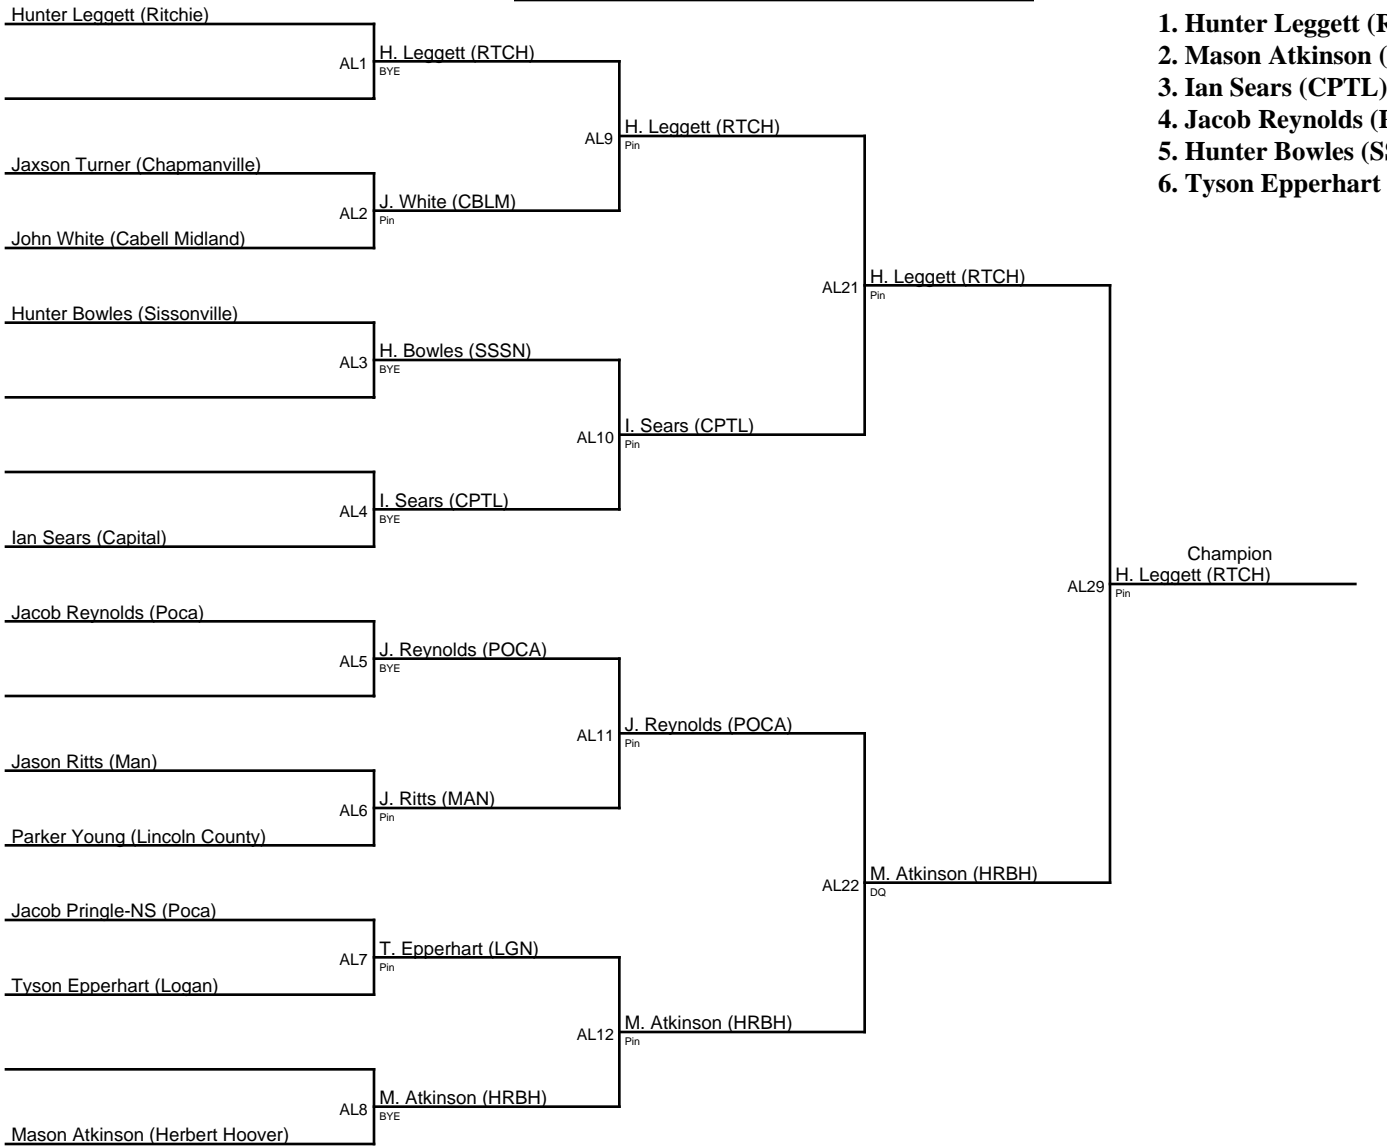 Hunter Leggett (Ritchie)
AL1
H. Leggett (RTCH)
BYE
AL9
H. Leggett (RTCH)
Pin
Jaxson Turner (Chapmanville)
AL2
J. White (CBLM)
Pin
John White (Cabell Midland)
AL21
H. Leggett (RTCH)
Pin
Hunter Bowles (Sissonville)
AL3
H. Bowles (SSSN)
BYE
AL10
I. Sears (CPTL)
Pin
AL4
I. Sears (CPTL)
BYE
Ian Sears (Capital)
Champion
AL29
H. Leggett (RTCH)
Pin
Jacob Reynolds (Poca)
AL5
J. Reynolds (POCA)
BYE
AL11
J. Reynolds (POCA)
Pin
Jason Ritts (Man)
AL6
J. Ritts (MAN)
Pin
Parker Young (Lincoln County)
AL22
M. Atkinson (HRBH)
DQ
Jacob Pringle-NS (Poca)
AL7
T. Epperhart (LGN)
Pin
Tyson Epperhart (Logan)
AL12
M. Atkinson (HRBH)
Pin
AL8
M. Atkinson (HRBH)
BYE
Mason Atkinson (Herbert Hoover)
1. Hunter Leggett (
2. Mason Atkinson (
3. Ian Sears (CPTL)
4. Jacob Reynolds (
5. Hunter Bowles (
6. Tyson Epperhart